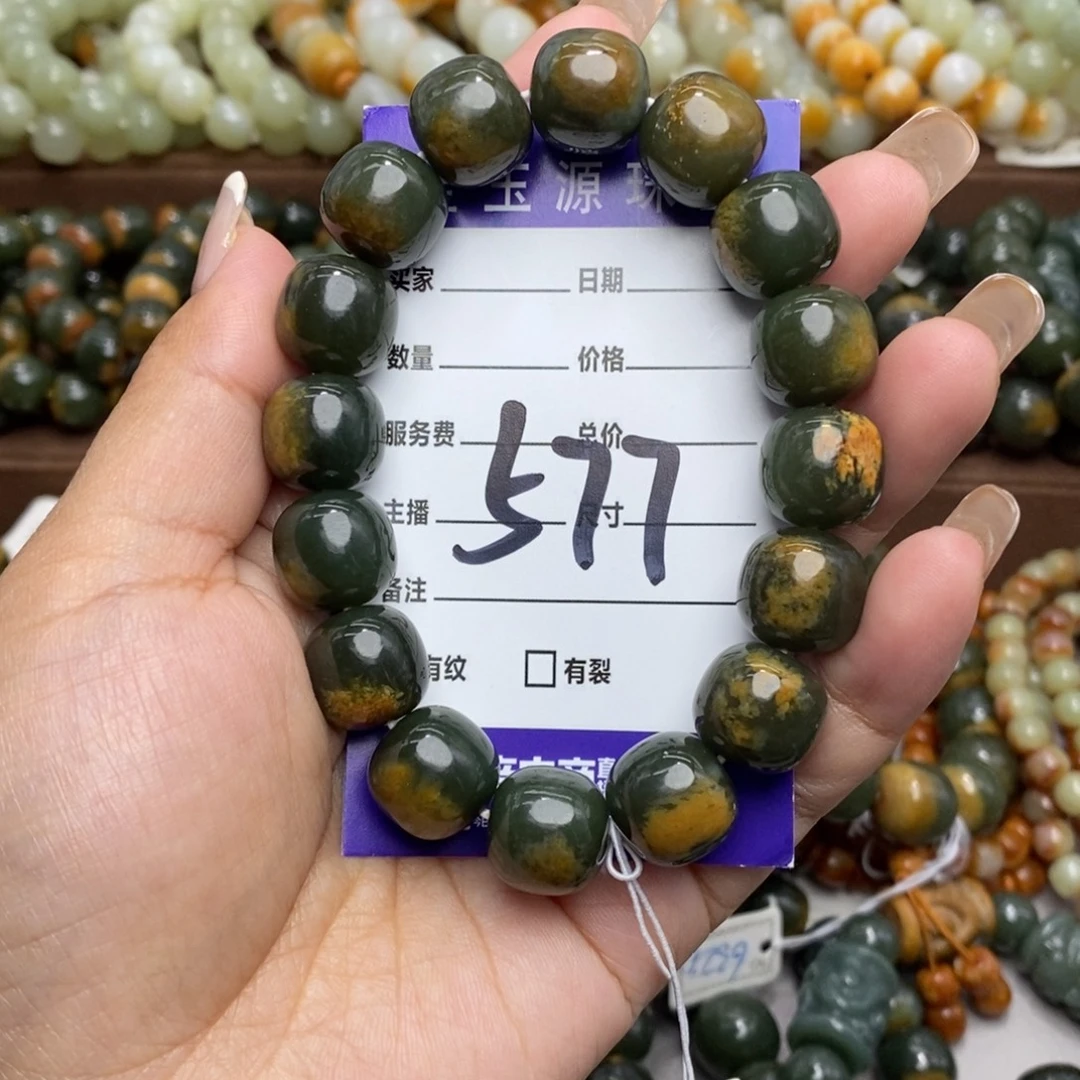 玉源珠
买家 日期
数量 价格
服务费 总价
577
主播 尺寸
备注
有纹 □有裂